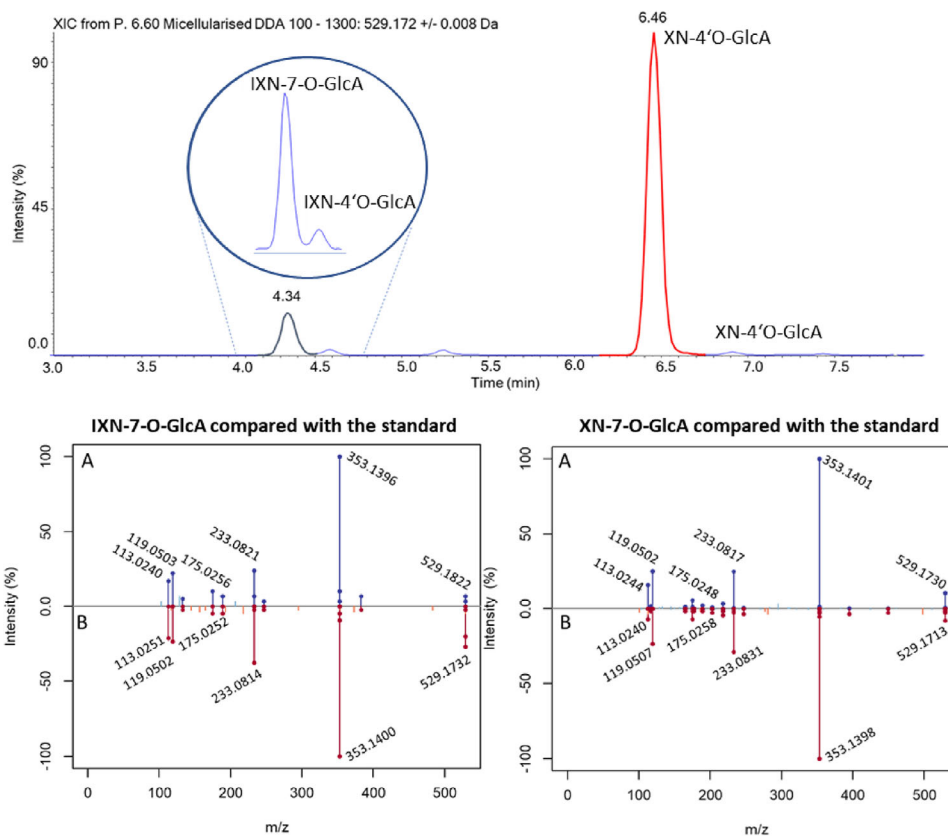 XIC from P. 6.60 Micellularised DDA 100 - 1300: 529.172 +/- 0.008 Da
6.46
XN-4'O-GlcA
90
IXN-7-O-GlcA
Intensity (%)
45
IXN-4'O-GlcA
4.34
XN-4'O-GlcA
0.0
3.0 3.5 4.0 4.5 5.0 5.5 6.0 6.5 7.0 7.5
Time (min)
IXN-7-O-GlcA compared with the standard
A
100
353.1396
50
119.0503
113.0240
175.0256
233.0821
529.1822
Intensity (%)
0.0
B
113.0251
119.0502
175.0252
233.0814
529.1732
-50
353.1400
-100
0 100 200 300 400 500
m/z
XN-7-O-GlcA compared with the standard
A
100
353.1401
50
119.0502
113.0244
175.0248
233.0817
529.1730
Intensity (%)
0.0
B
113.0240
119.0507
175.0258
233.0831
529.1713
-50
353.1398
-100
0 100 200 300 400 500
m/z